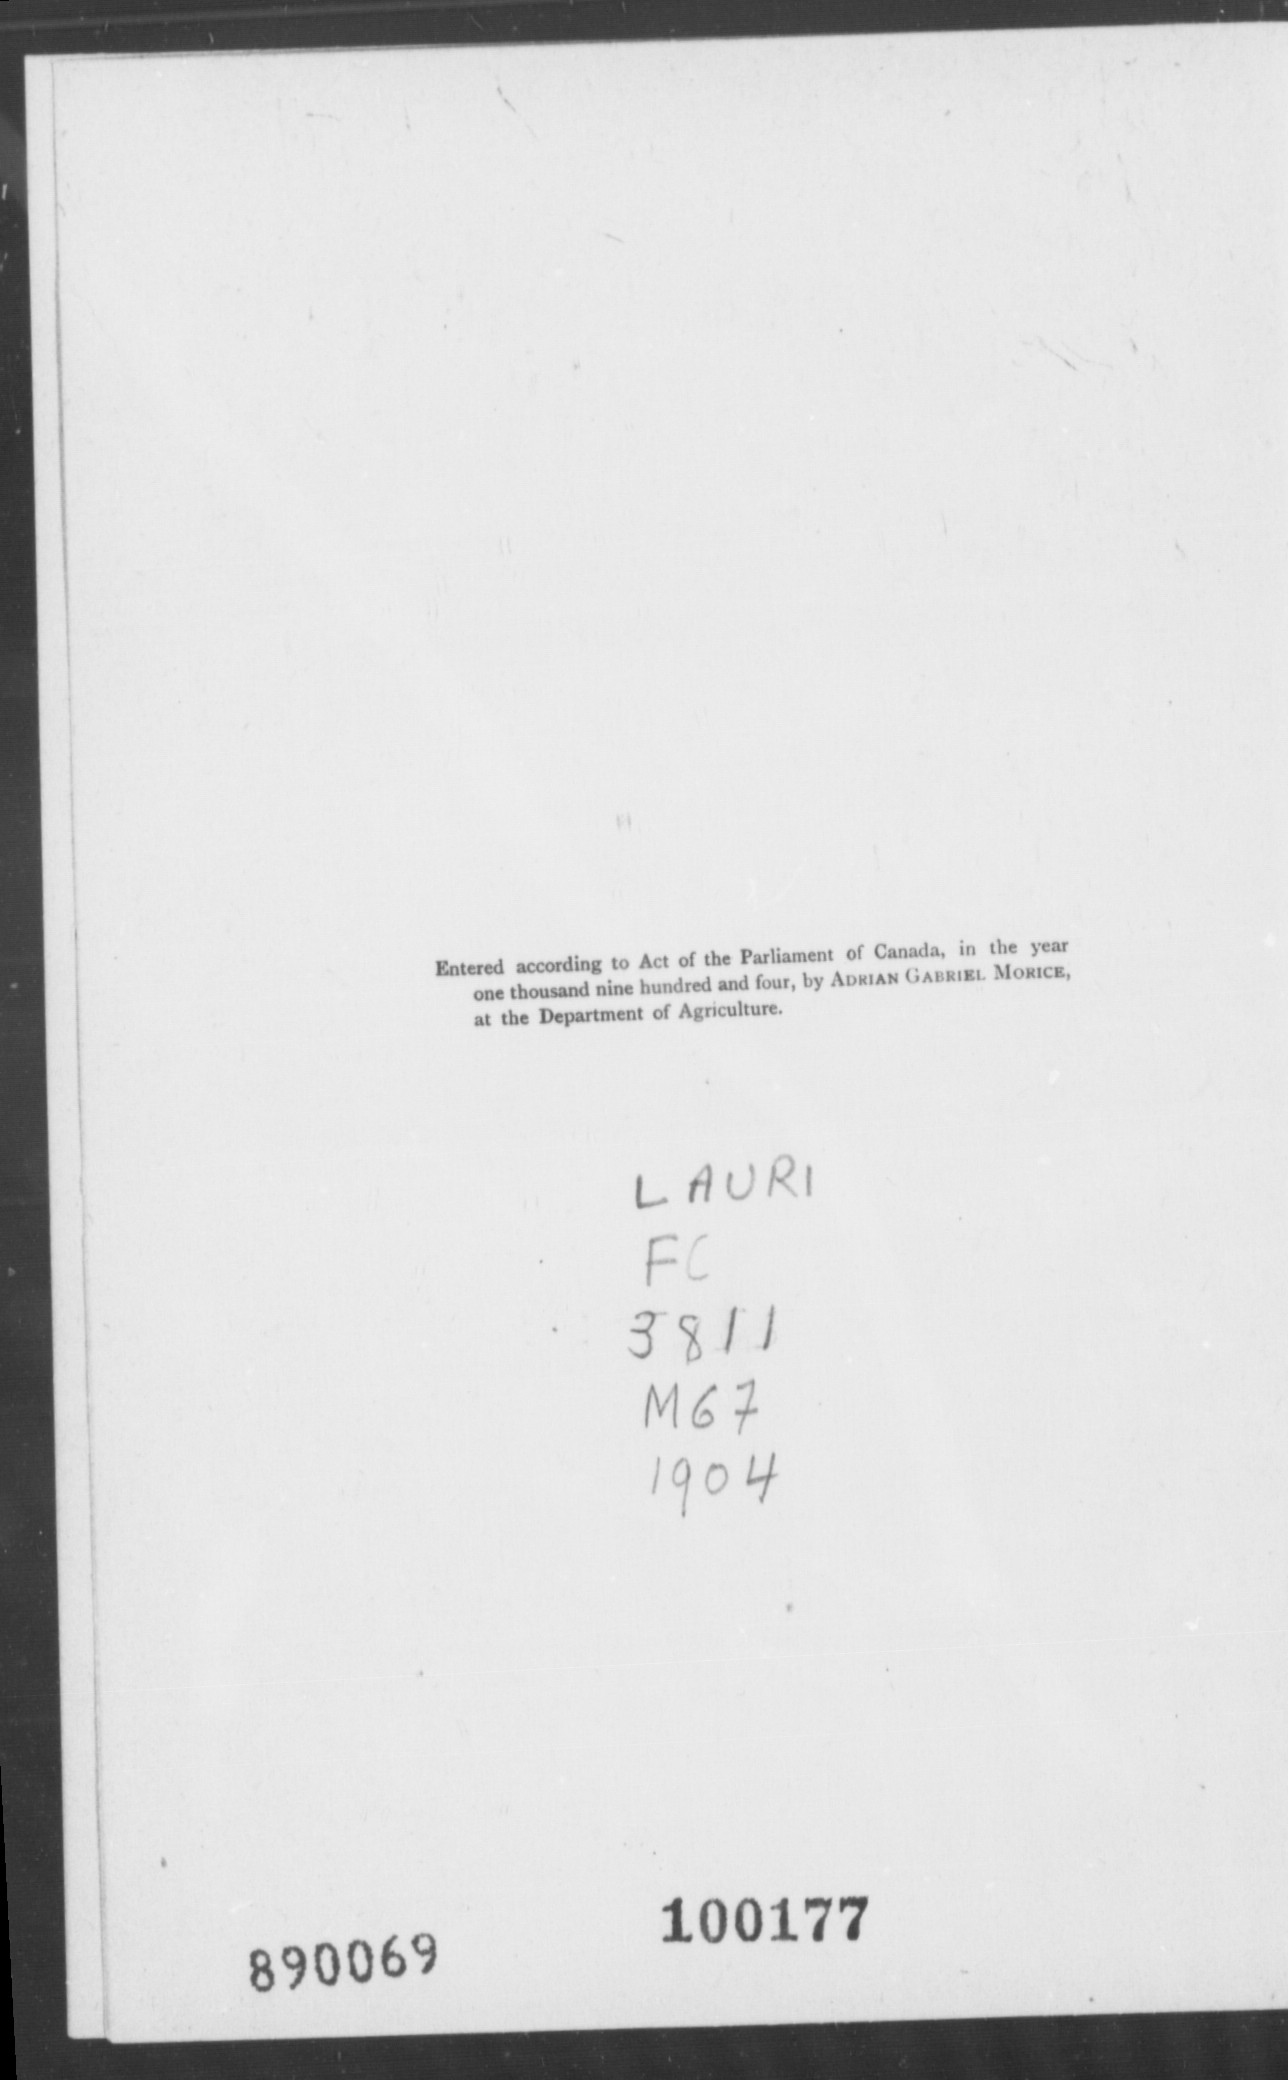 Entered according to Act of the Parliament of Canada, in the year
one thousand nine hundred and four, by ADRIAN GABRIEL MORICE,
at the Department of Agriculture.
LAURI
FC
3811
M67
1904
100177
890069